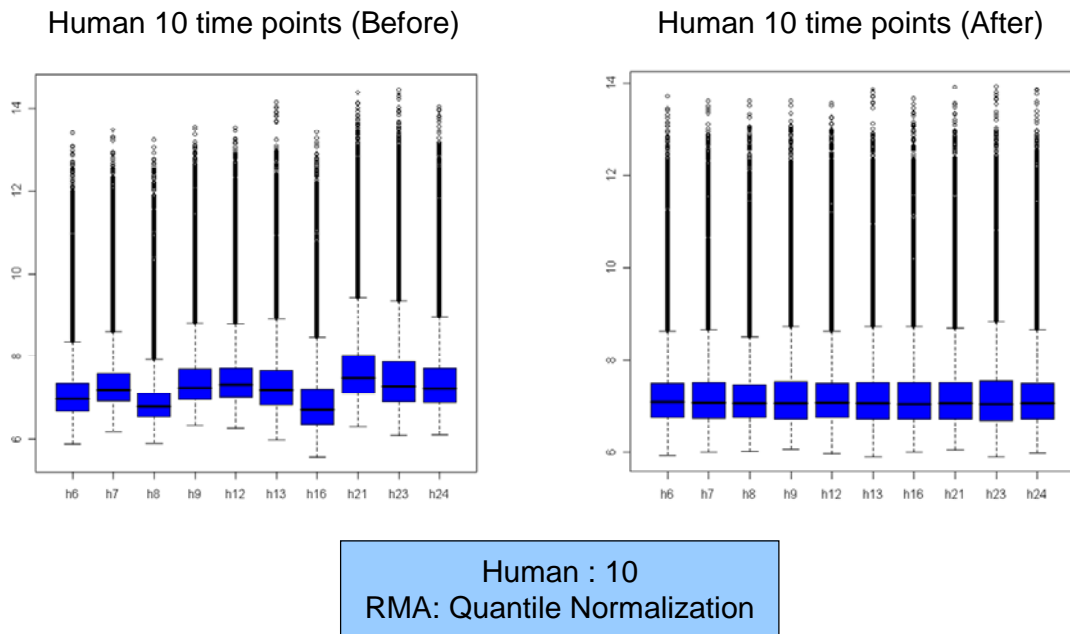 Human 10 time points (Before)
Human 10 time points (After)
14
12
10
8
6
h6 h7 h8 h9 h12 h13 h16 h21 h23 h24
14
12
10
8
6
h6 h7 h8 h9 h12 h13 h16 h21 h23 h24
Human : 10
RMA: Quantile Normalization